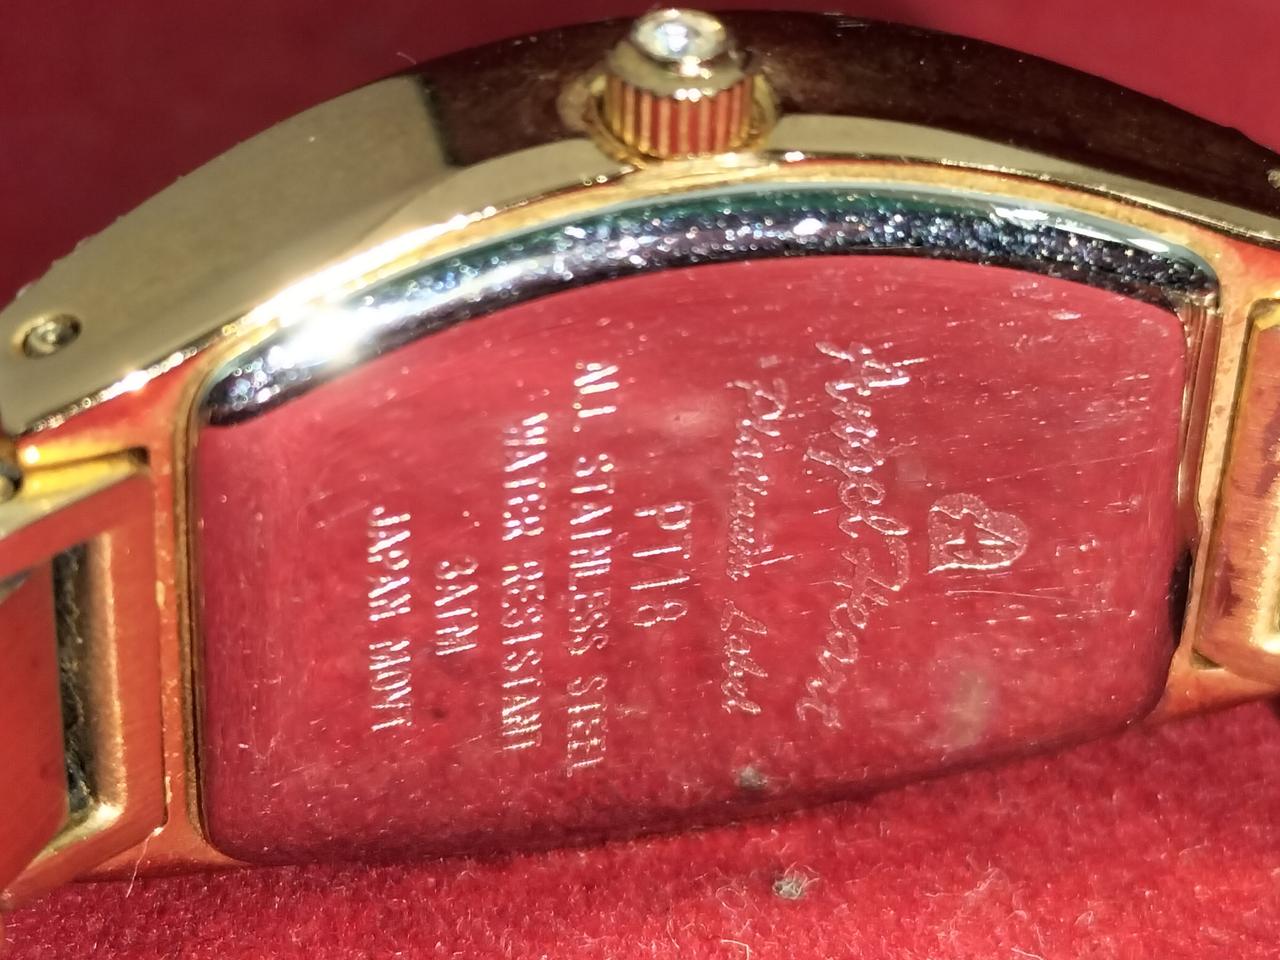 A
Angel Heart
Platinum Label
PT18
ALL STAINLESS STEEL
WATER RESISTANT
3ATM
JAPAN MOVT